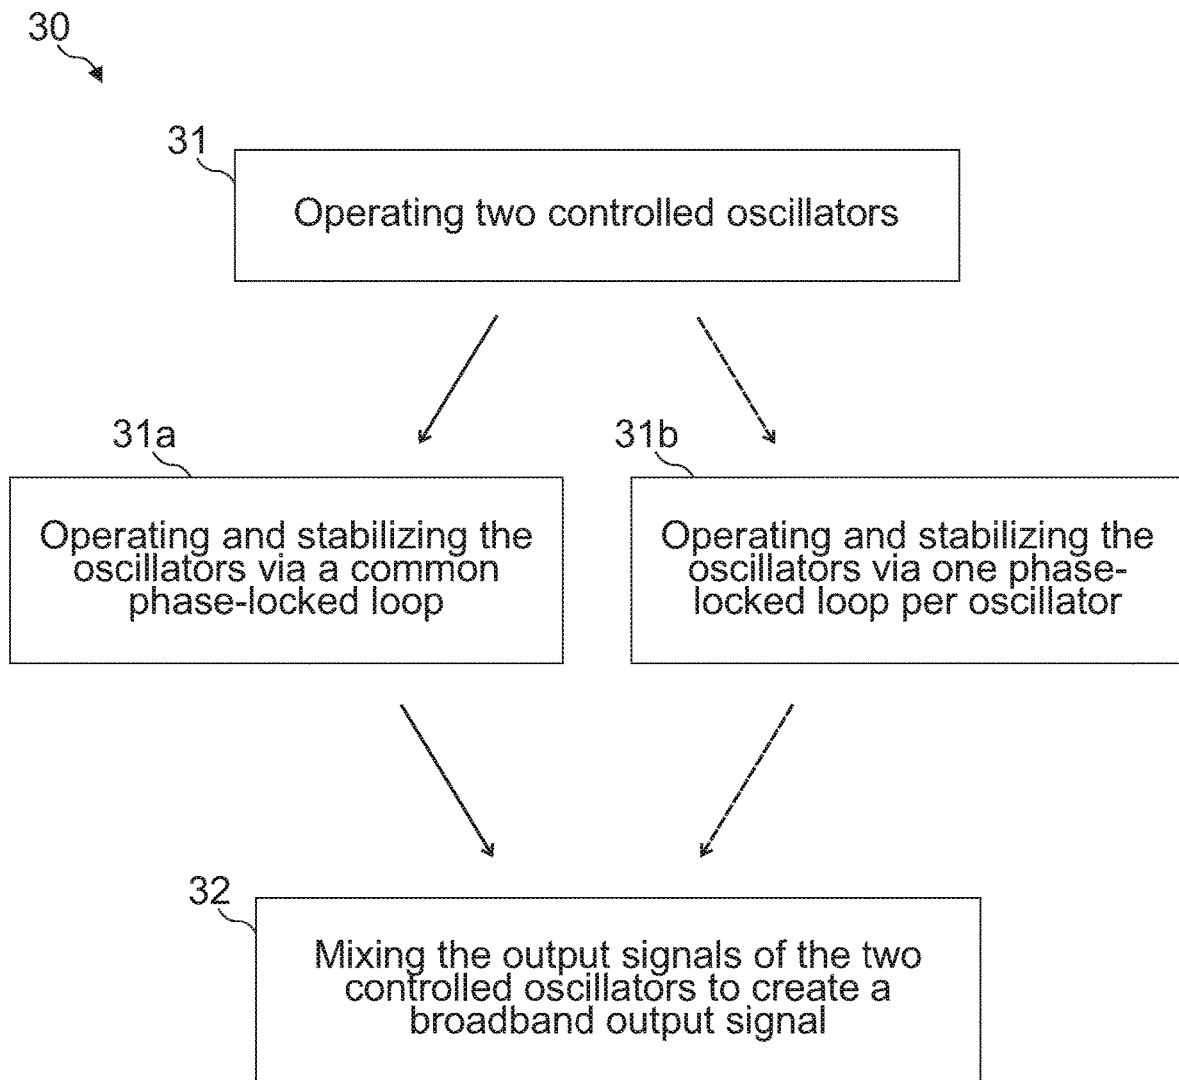 30
31
Operating two controlled oscillators
31a
Operating and stabilizing the
oscillators via a common
phase-locked loop
31b
Operating and stabilizing the
oscillators via one phase-
locked loop per oscillator
32
Mixing the output signals of the two
controlled oscillators to create a
broadband output signal